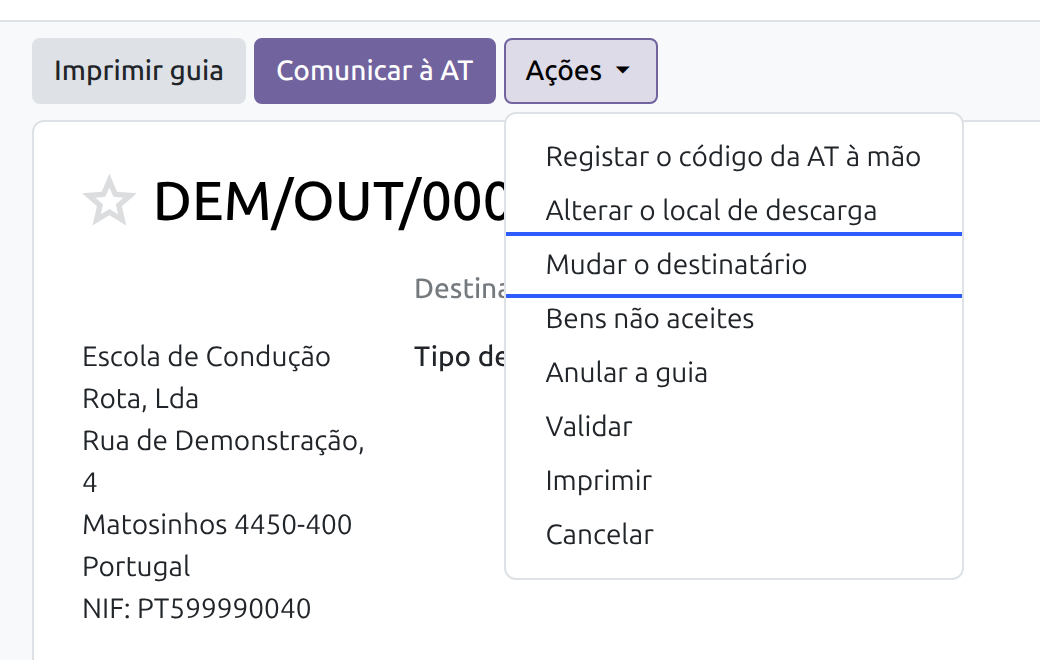 Imprimir guia
Comunicar à AT
Ações
Registar o código da AT à mão
Alterar o local de descarga
Mudar o destinatário
Bens não aceites
Anular a guia
Validar
Imprimir
Cancelar
DEM/OUT/000
Escola de Condução
Rota, Lda
Rua de Demonstração,
4
Matosinhos 4450-400
Portugal
NIF: PT599990040
Tipo de